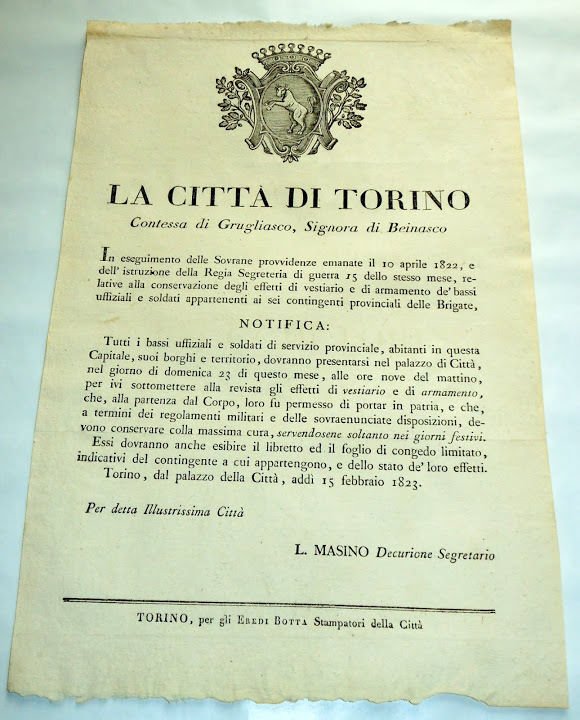 LA CITTÀ DI TORINO
Contessa di Grugliasco, Signora di Beinasco
In eseguimento delle Sovrane provvidenze emanate il 10 aprile 1822, e
dell'istruzione della Regia Segreteria di guerra 15 dello stesso mese, re-
lative alla conservazione degli effetti di vestiario e di armamento de' bassi
uffiziali e soldati appartenenti ai sei contingenti provinciali delle Brigate,
NOTIFICA:
Tutti i bassi uffiziali e soldati di servizio provinciale, abitanti in questa
Capitale, suoi borghi e territorio, dovranno presentarsi nel palazzo di Città,
nel giorno di domenica 23 di questo mese, alle ore nove del mattino,
per ivi sottomettere alla revista gli effetti di vestiario e di armamento,
che, alla partenza dal Corpo, loro fu permesso di portar in patria, e che,
a termini dei regolamenti militari e delle sovraenunciate disposizioni, de-
vono conservare colla massima cura, servendosene soltanto nei giorni festivi.
Essi dovranno anche esibire il libretto ed il foglio di congedo limitato,
indicativi del contingente a cui appartengono, e dello stato de' loro effetti.
Torino, dal palazzo della Città, addì 15 febbraio 1823.
Per detta Illustrissima Città
L. MASINO Decurione Segretario
TORINO, per gli EREDI BOTTA Stampatori della Città